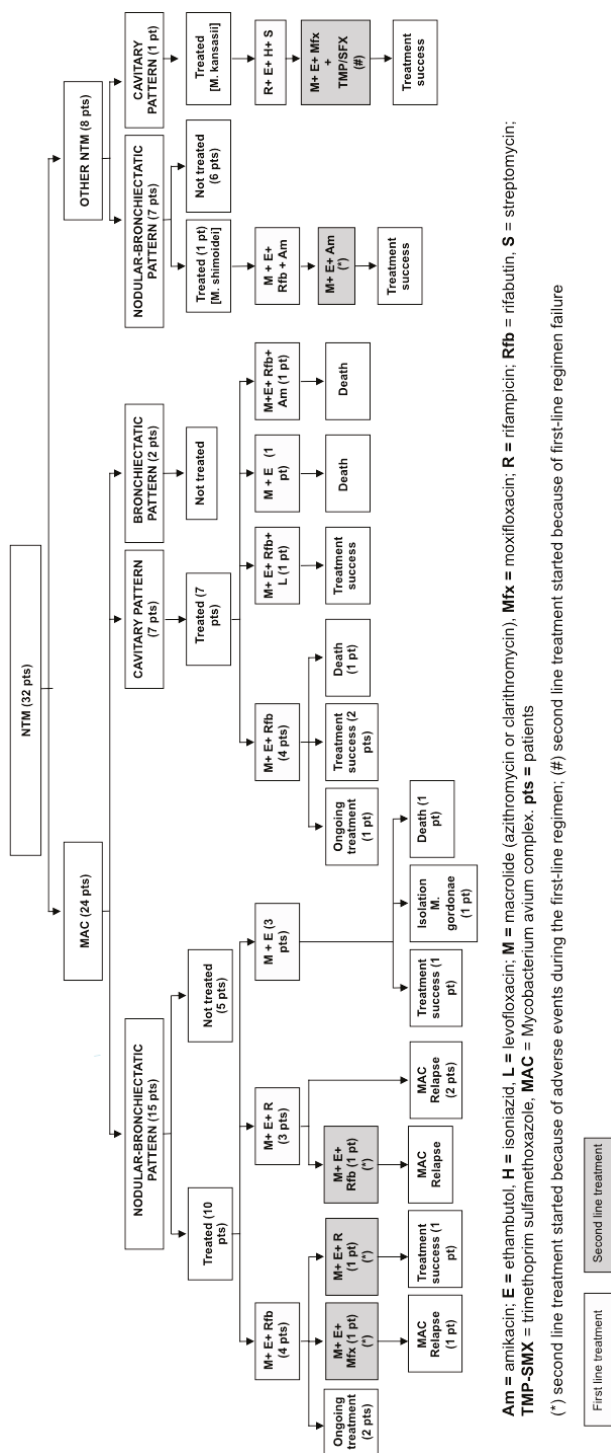 NTM (32 pts)
MAC (24 pts)
OTHER NTM (8 pts)
NODULAR-BRONCHIECTATIC
PATTERN (15 pts)
CAVITARY PATTERN
(7 pts)
BRONCHIECTATIC
PATTERN (2 pts)
NODULAR-BRONCHIECTATIC
PATTERN (7 pts)
CAVITARY
PATTERN (1 pt)
Treated (10
pts)
Not treated
(5 pts)
Treated (7
pts)
Not treated
Treated (1 pt)
[M. shimoidei]
Not treated
(6 pts)
Treated
[M. kansasii]
M+ E+ Rfb
(4 pts)
M+ E+ R
(3 pts)
M + E (3
pts)
M+ E+ Rfb
(4 pts)
M+ E+ Rfb+
L (1 pt)
M + E (1
pt)
M+E+ Rfb+
Am (1 pt)
M + E+
Rfb + Am
R+ E+ H+ S
Ongoing
treatment
(2 pts)
M+ E+
Mfx (1 pt)
(*)
M+ E+ R
(1 pt)
(*)
M+ E+
Rfb (1 pt)
(*)
MAC
Relapse
(2 pts)
Treatment
success (1
pt)
Isolation
M.
gordonae
(1 pt)
Death (1
pt)
Ongoing
treatment
(1 pt)
Treatment
success (2
pts)
Death
(1 pt)
Treatment
success
Death
Death
M+ E+ Am
(*)
M+ E+ Mfx
+
TMP/SFX
(#)
MAC
Relapse
(1 pt)
Treatment
success (1
pt)
MAC
Relapse
Treatment
success
Treatment
success
Am = amikacin; E = ethambutol, H = isoniazid, L = levofloxacin; M = macrolide (azithromycin or clarithromycin), Mfx = moxifloxacin; R = rifampicin; Rfb = rifabutin, S = streptomycin;
TMP-SMX = trimethoprim sulfamethoxazole, MAC = Mycobacterium avium complex. pts = patients
(*) second line treatment started because of adverse events during the first-line regimen; (#) second line treatment started because of first-line regimen failure
First line treatment
Second line treatment